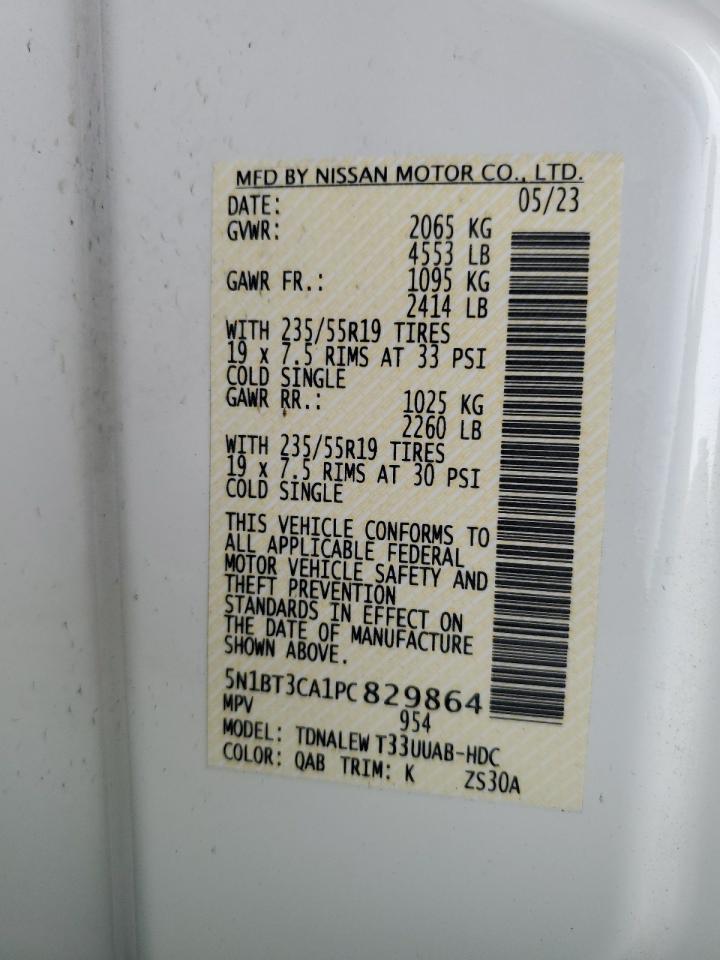 MFD BY NISSAN MOTOR CO., LTD.
DATE: 05/23
GVWR: 2065 KG
4553 LB
GAWR FR.: 1095 KG
2414 LB
WITH 235/55R19 TIRES
19 x 7.5 RIMS AT 33 PSI
COLD SINGLE
GAWR RR.: 1025 KG
2260 LB
WITH 235/55R19 TIRES
19 x 7.5 RIMS AT 30 PSI
COLD SINGLE
THIS VEHICLE CONFORMS TO
ALL APPLICABLE FEDERAL
MOTOR VEHICLE SAFETY AND
THEFT PREVENTION
STANDARDS IN EFFECT ON
THE DATE OF MANUFACTURE
SHOWN ABOVE.
5N1BT3CA1PC829864
MPV 954
MODEL: TDNALEW T33UUAB-HDC
COLOR: QAB TRIM: K ZS30A